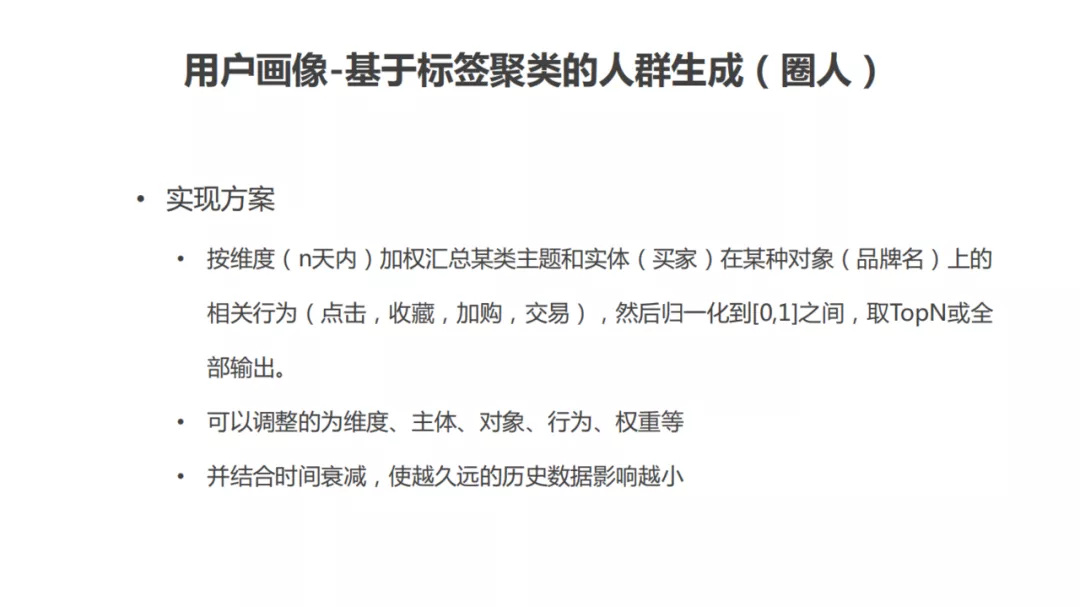 用户画像-基于标签聚类的人群生成（圈人）
• 实现方案
• 按维度（n天内）加权汇总某类主题和实体（买家）在某种对象（品牌名）上的
相关行为（点击，收藏，加购，交易），然后归一化到[0,1]之间，取TopN或全
部输出。
• 可以调整的为维度、主体、对象、行为、权重等
• 并结合时间衰减，使越久远的历史数据影响越小